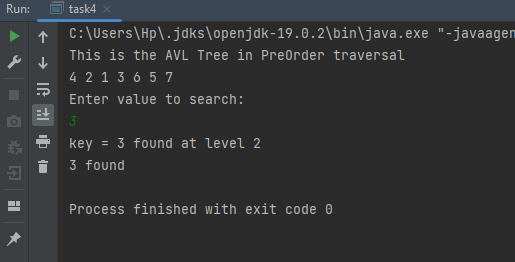 Run: task4
C:\Users\Hp\.jdks\openjdk-19.0.2\bin\java.exe "-javaagen
This is the AVL Tree in PreOrder traversal
4 2 1 3 6 5 7
Enter value to search:
3
key = 3 found at level 2
3 found
Process finished with exit code 0